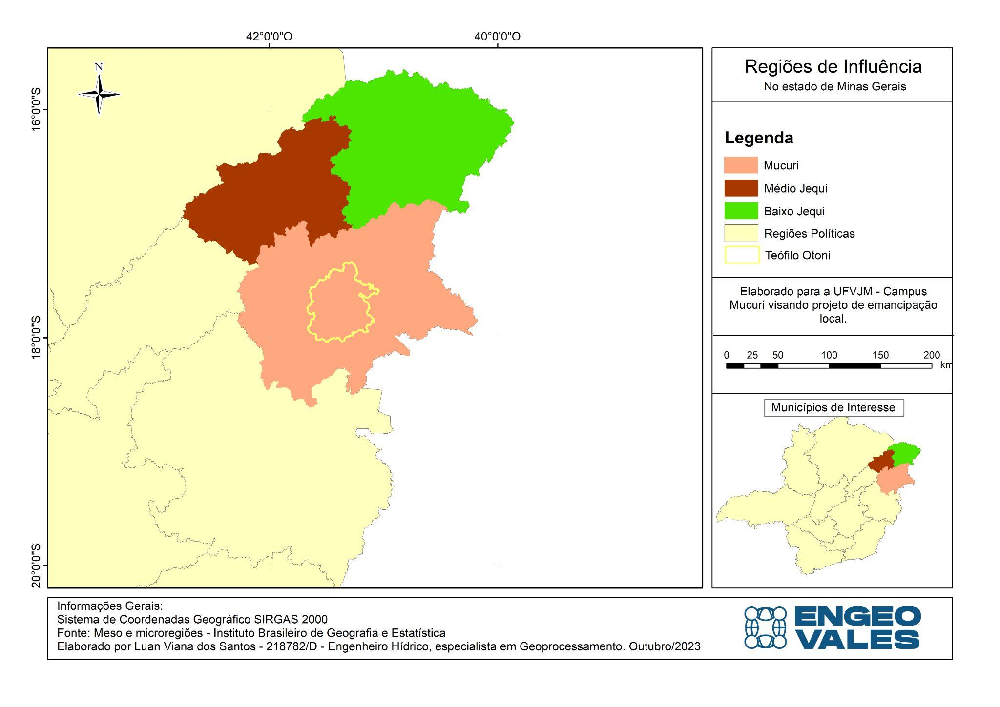 42°0'0"O
40°0'0"O
N
16°0'0"S
18°0'0"S
20°0'0"S
Regiões de Influência
No estado de Minas Gerais
Legenda
Mucuri
Médio Jequi
Baixo Jequi
Regiões Políticas
Teófilo Otoni
Elaborado para a UFVJM - Campus
Mucuri visando projeto de emancipação
local.
0 25 50 100 150 200
km
Municípios de Interesse
Informações Gerais:
Sistema de Coordenadas Geográfico SIRGAS 2000
Fonte: Meso e microregiões - Instituto Brasileiro de Geografia e Estatística
Elaborado por Luan Viana dos Santos - 218782/D - Engenheiro Hídrico, especialista em Geoprocessamento. Outubro/2023
ENGEO
VALES